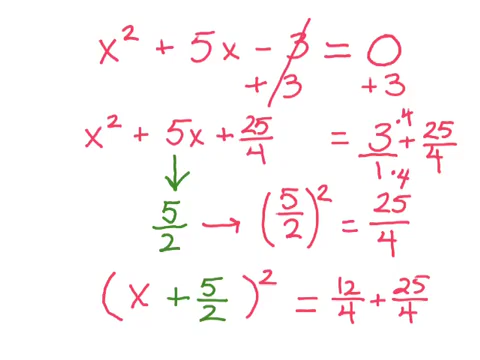 x² + 5x - 3 = 0
+ 3 + 3
x² + 5x + 25/4 = 3/1 ·4/·4 + 25/4
↓
5/2 → (5/2)² = 25/4
(x + 5/2)² = 12/4 + 25/4